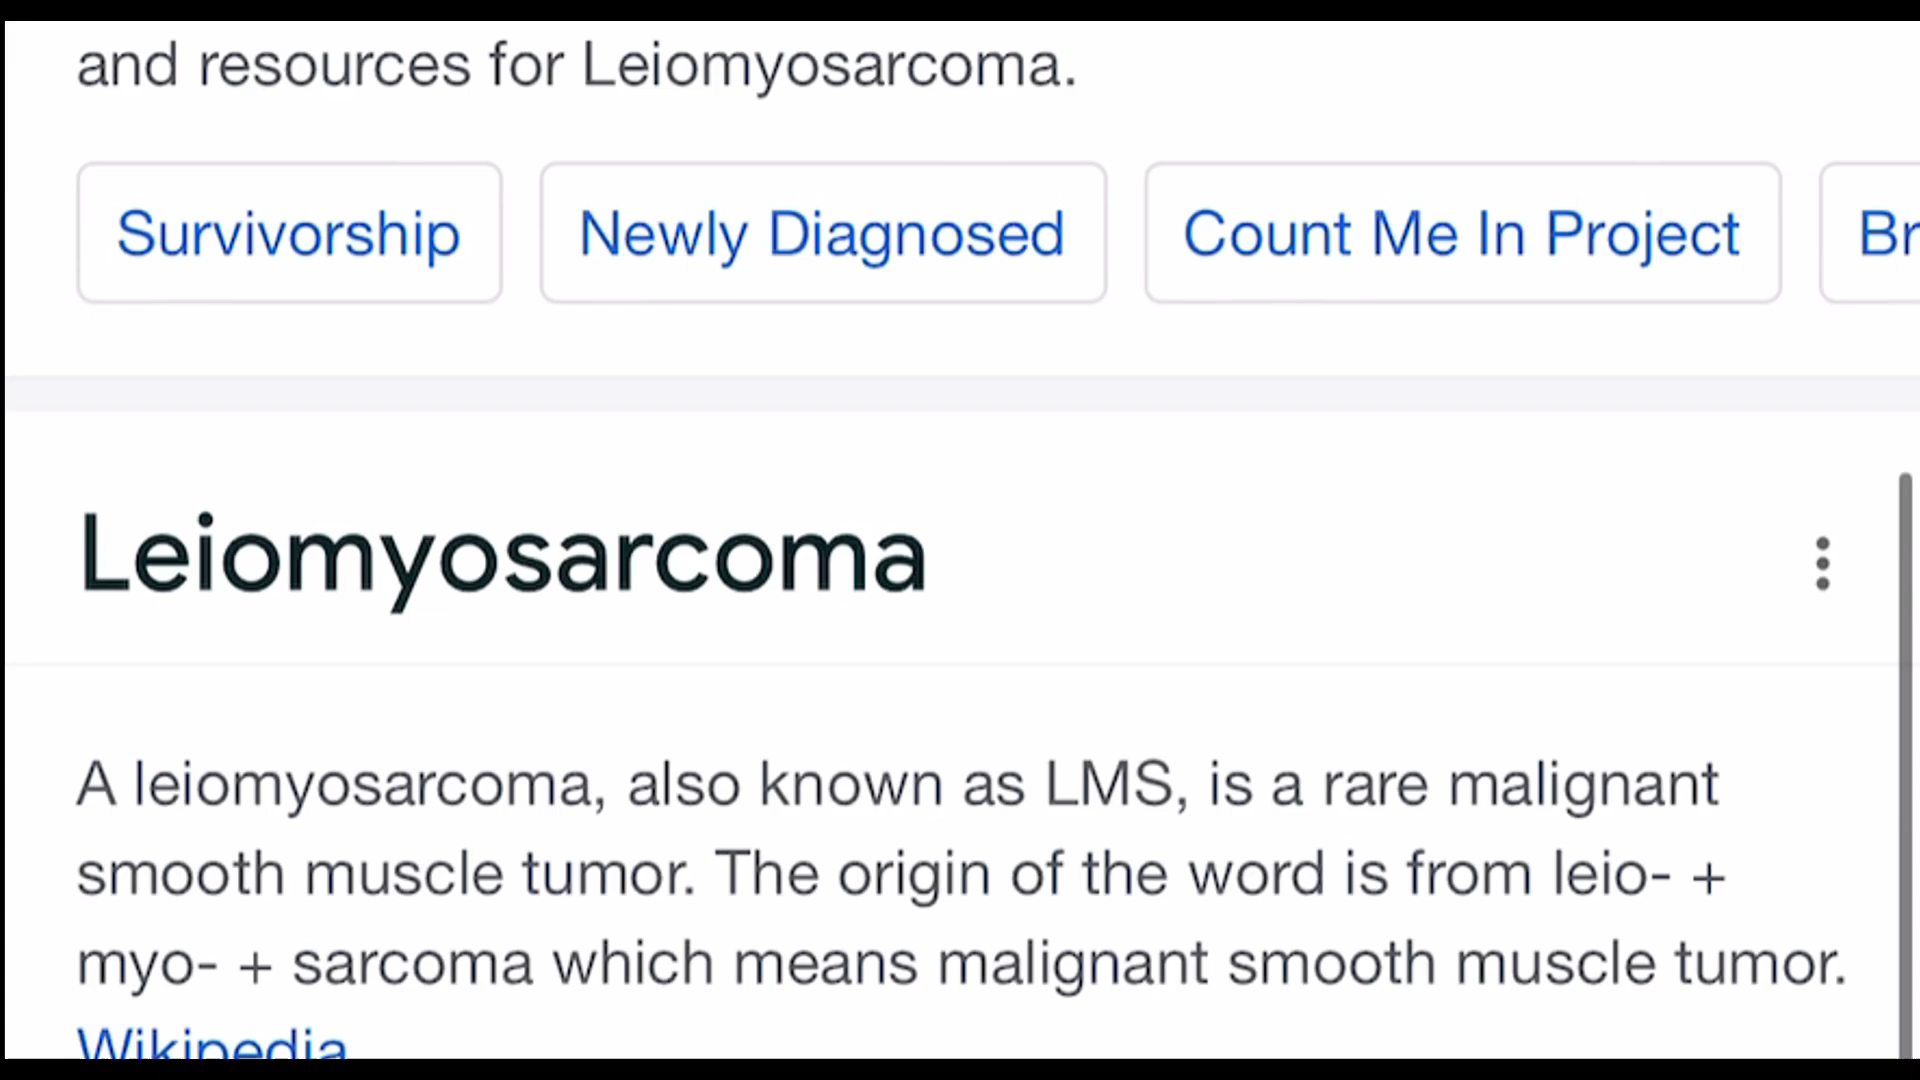 and resources for Leiomyosarcoma.
Survivorship Newly Diagnosed Count Me In Project Br
Leiomyosarcoma
A leiomyosarcoma, also known as LMS, is a rare malignant
smooth muscle tumor. The origin of the word is from leio- +
myo- + sarcoma which means malignant smooth muscle tumor.
Wikipedia